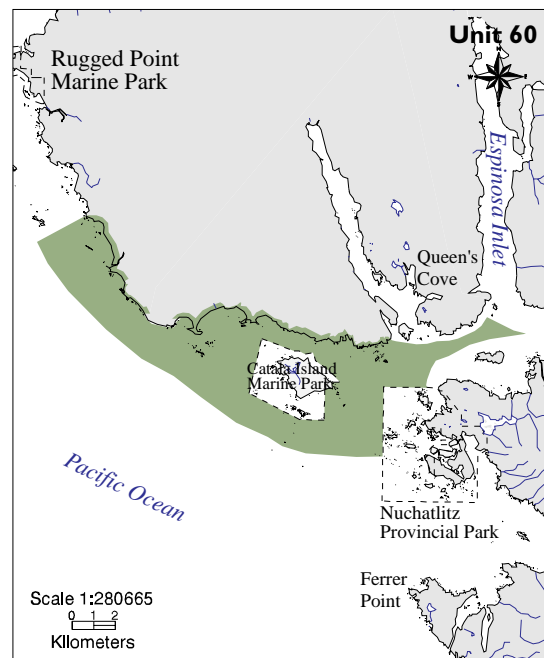 Unit 60
Rugged Point
Marine Park
N
W
E
S
Espinosa Inlet
Queen's
Cove
Catala Island
Marine Park
Pacific Ocean
Nuchatlitz
Provincial Park
Ferrer
Point
Scale 1:280665
0 1 2
Kilometers